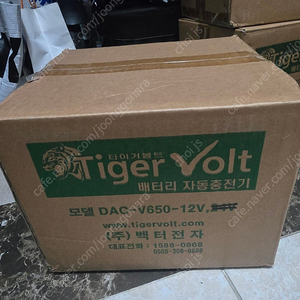 타이거볼트
Tiger Volt
배터리 자동충전기
모델 DAC-V650-12V,
www.tigervolt.com
(주) 벡터전자
대표전화 : 1588-0808